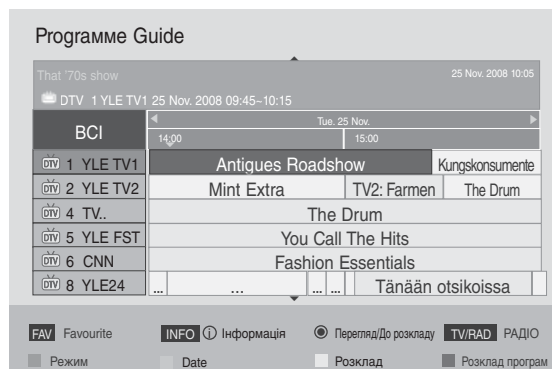 Prograмме Guide
That '70s show 25 Nov. 2008 10:05
DTV 1 YLE TV1 25 Nov. 2008 09:45~10:15
BCI Tue. 25 Nov.
14:00 15:00
DTV 1 YLE TV1 Antigues Roadshow Kungskonsumente
DTV 2 YLE TV2 Mint Extra TV2: Farmen The Drum
DTV 4 TV.. The Drum
DTV 5 YLE FST You Call The Hits
DTV 6 CNN Fashion Essentials
DTV 8 YLE24 ... ... ... ... Tänään otsikoissa
FAV Favourite INFO ⓘ Інформація ◉ Перегляд/До розкладу TV/RAD РАДІО
Режим Date Розклад Розклад програм